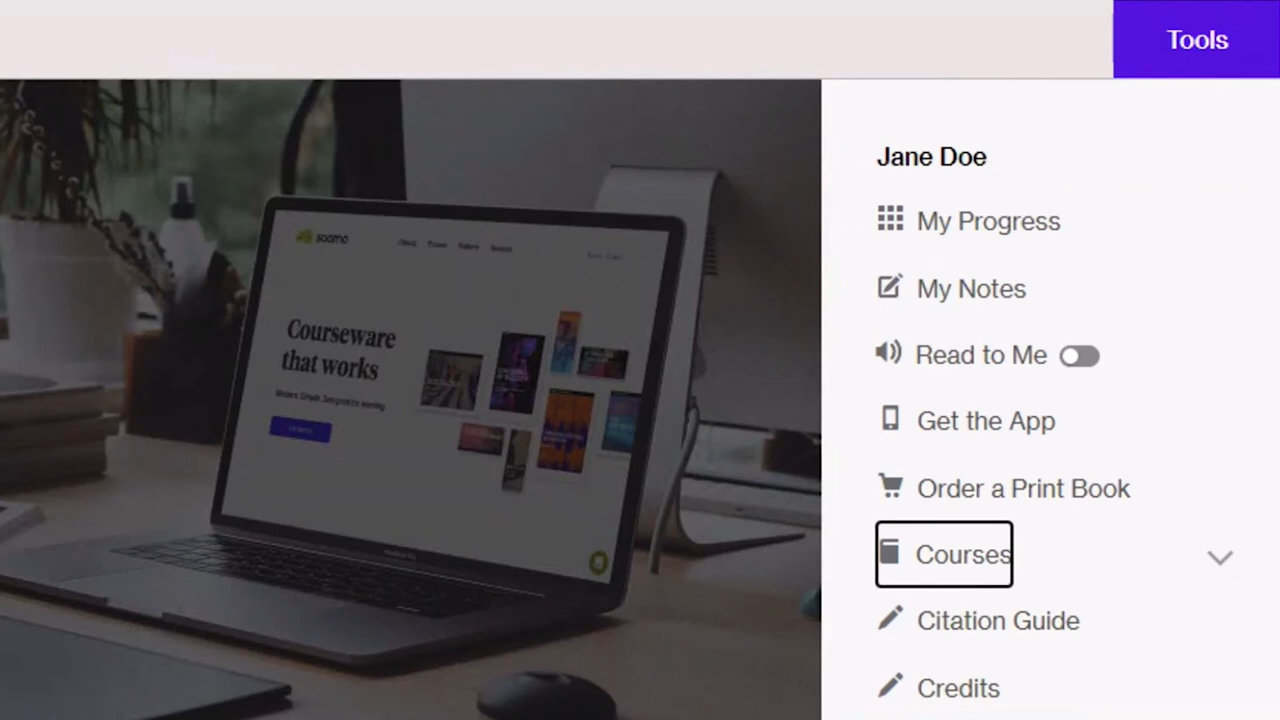 Tools
Jane Doe
My Progress
My Notes
Read to Me
Get the App
Order a Print Book
Courses
Citation Guide
Credits
soomo
Courseware
that works